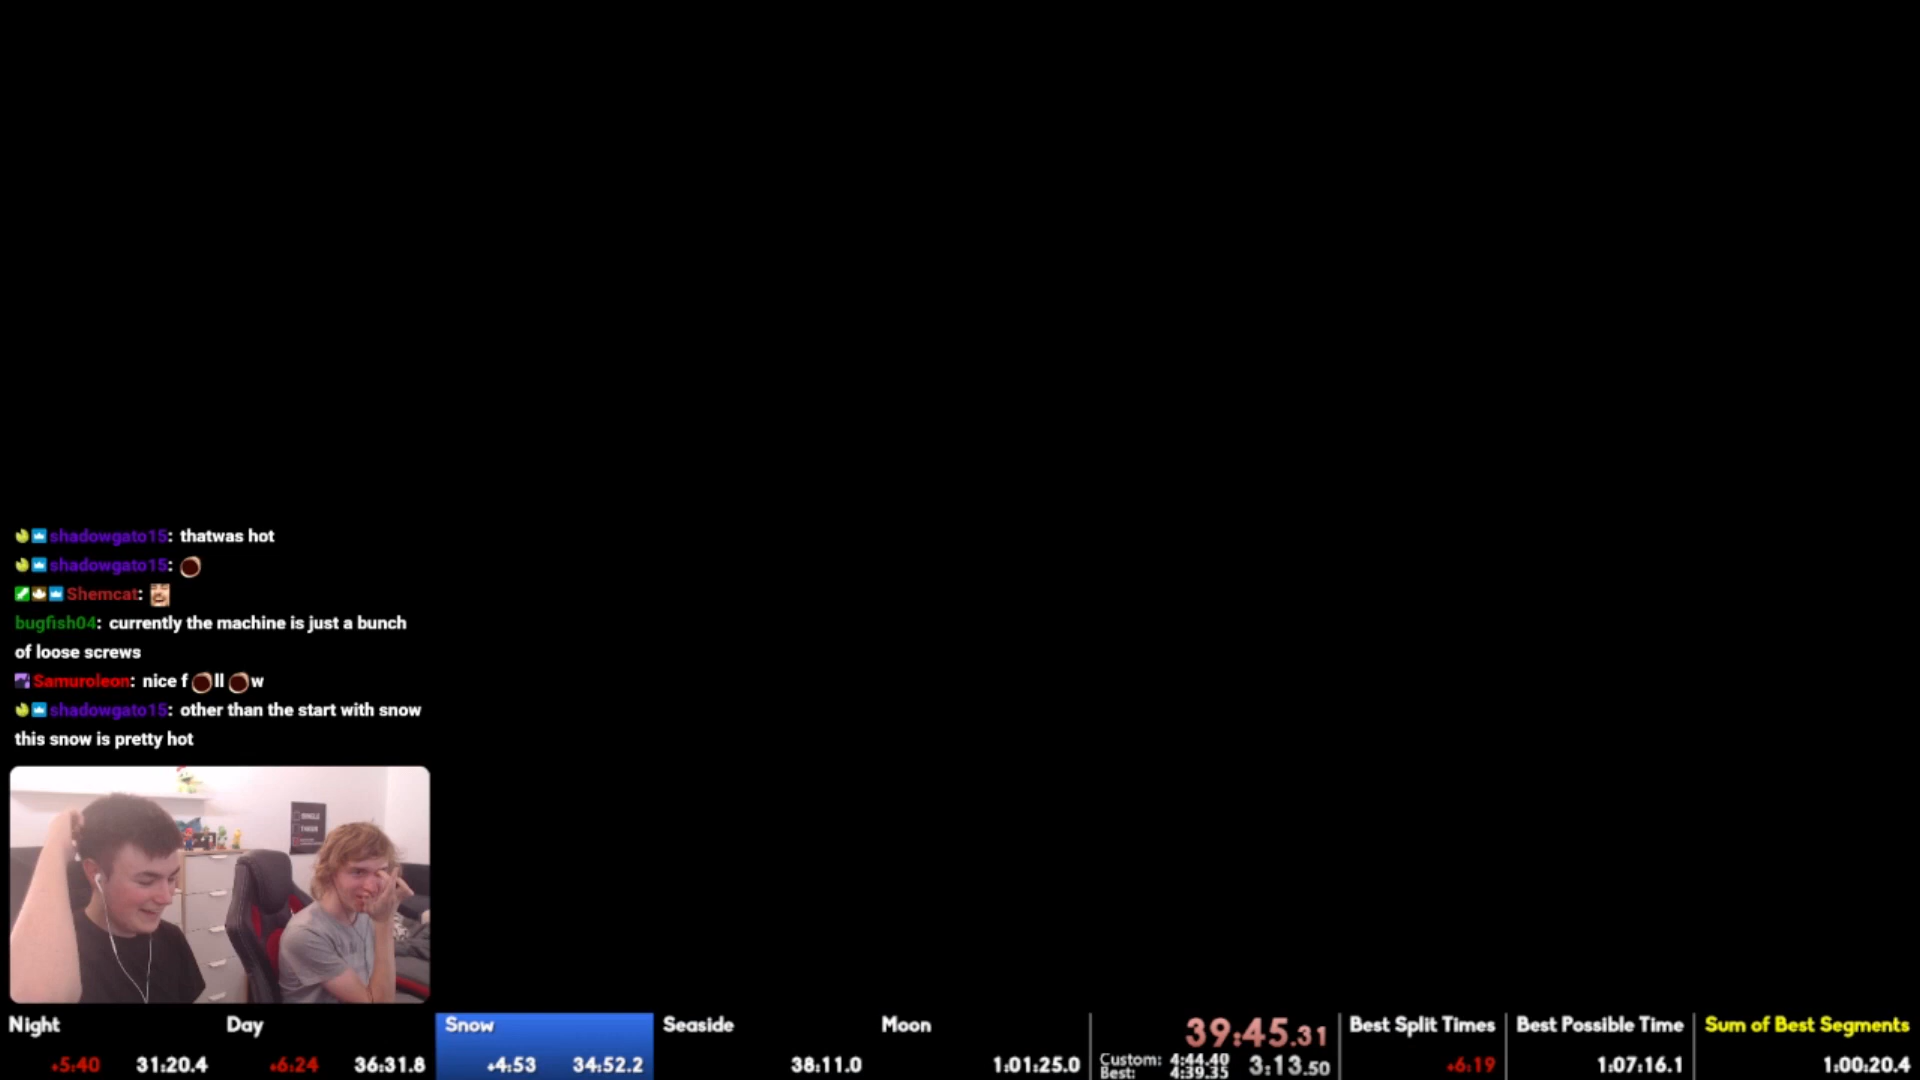 shadowgato15: thatwas hot
shadowgato15:
Shemcat:
bugfish04: currently the machine is just a bunch
of loose screws
Samuroleon: nice f ll w
shadowgato15: other than the start with snow
this snow is pretty hot
SINGLE
TAKEN
Night
+5:40 31:20.4
Day
+6:24 36:31.8
Snow
+4:53 34:52.2
Seaside
38:11.0
Moon
1:01:25.0
39:45.31
Custom: 4:44.40
Best: 4:39.35
3:13.50
Best Split Times
+6:19
Best Possible Time
1:07:16.1
Sum of Best Segments
1:00:20.4